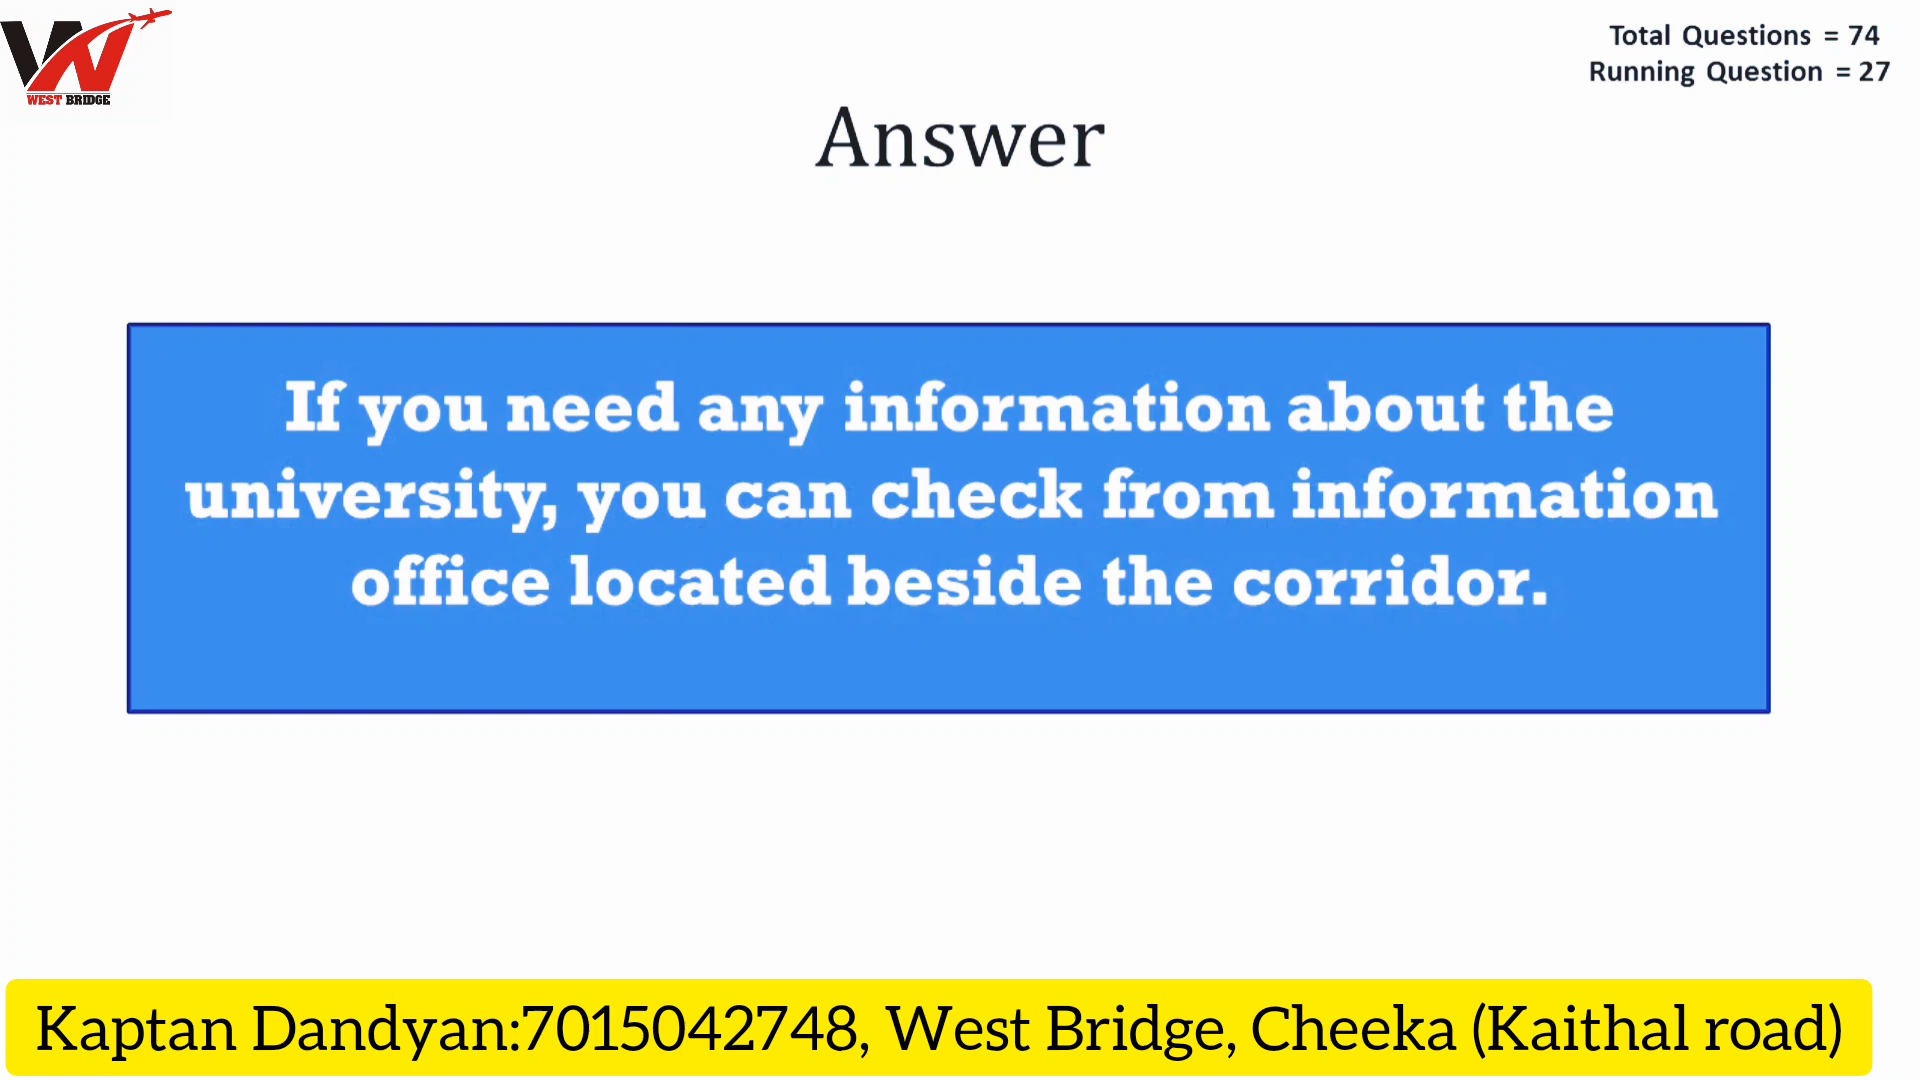 WEST BRIDGE
Total Questions = 74
Running Question = 27
Answer
If you need any information about the
university, you can check from information
office located beside the corridor.
Kaptan Dandyan:7015042748, West Bridge, Cheeka (Kaithal road)